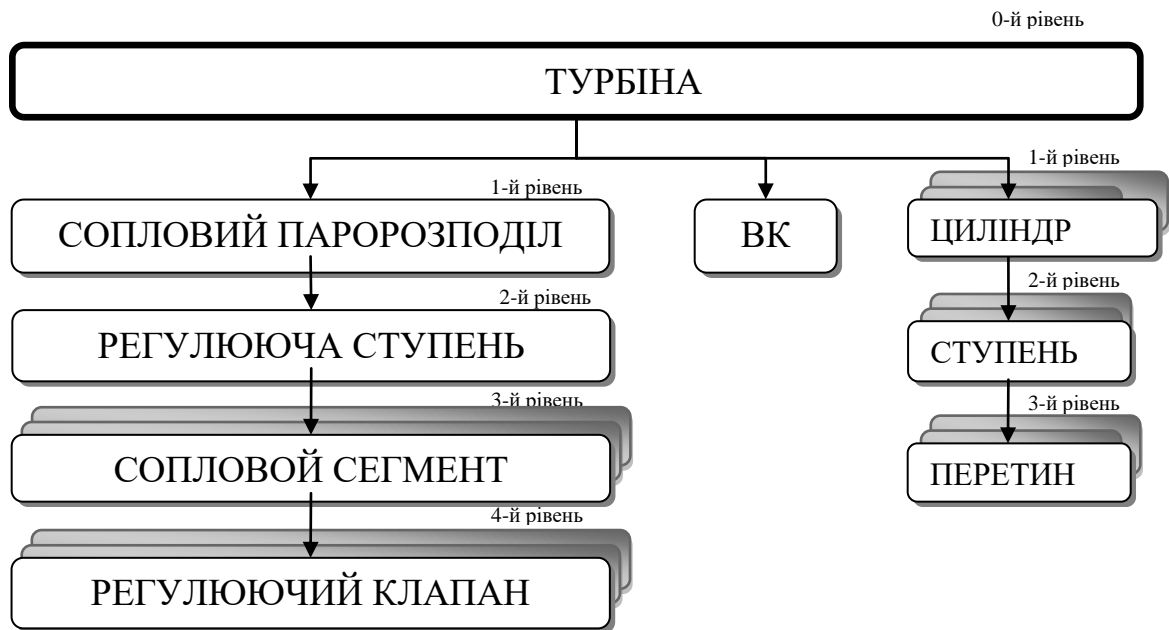 0-й рівень
ТУРБІНА
1-й рівень
1-й рівень
СОПЛОВИЙ ПАРОРОЗПОДІЛ
ВК
ЦИЛІНДР
2-й рівень
2-й рівень
РЕГУЛЮЮЧА СТУПЕНЬ
СТУПЕНЬ
3-й рівень
3-й рівень
СОПЛОВОЙ СЕГМЕНТ
ПЕРЕТИН
4-й рівень
РЕГУЛЮЮЧИЙ КЛАПАН